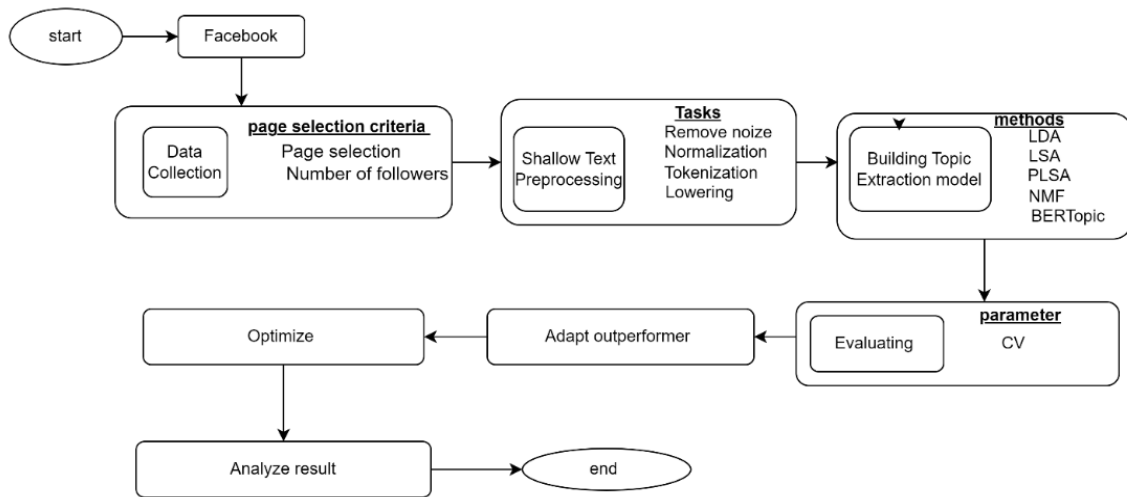 start
Facebook
page selection criteria
Data
Collection
Page selection
Number of followers
Tasks
Shallow Text
Preprocessing
Remove noize
Normalization
Tokenization
Lowering
methods
Building Topic
Extraction model
LDA
LSA
PLSA
NMF
BERTopic
parameter
Evaluating
CV
Adapt outperformer
Optimize
Analyze result
end